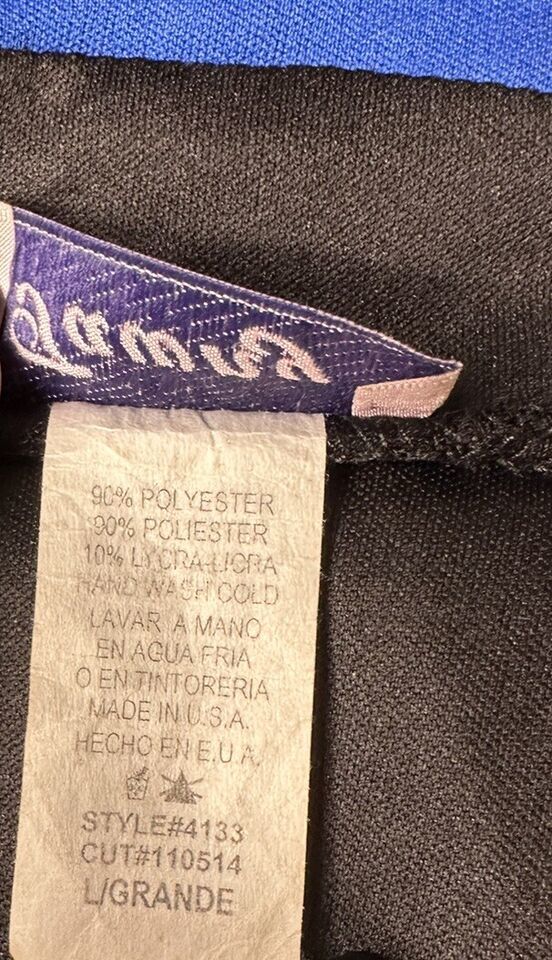 90% POLYESTER
90% POLIESTER
10% LYCRA-LICRA
HAND WASH COLD
LAVAR A MANO
EN AGUA FRIA
O EN TINTORERIA
MADE IN U.S.A.
HECHO EN E.U.A.
STYLE#4133
CUT#110514
L/GRANDE